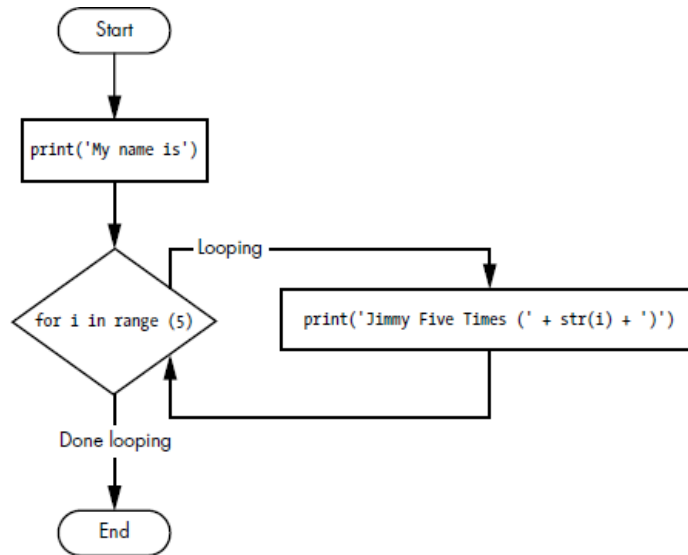 Start
print('My name is')
Looping
for i in range (5)
print('Jimmy Five Times (' + str(i) + ')')
Done looping
End